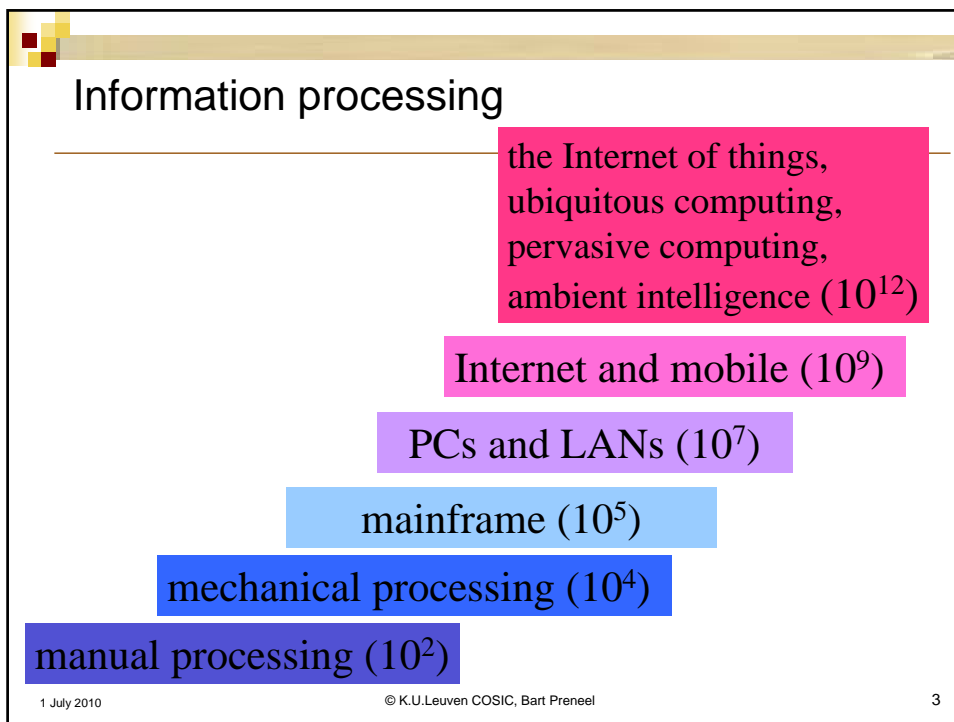 Information processing
the Internet of things,
ubiquitous computing,
pervasive computing,
ambient intelligence (10¹²)
Internet and mobile (10⁹)
PCs and LANs (10⁷)
mainframe (10⁵)
mechanical processing (10⁴)
manual processing (10²)
1 July 2010 © K.U.Leuven COSIC, Bart Preneel 3